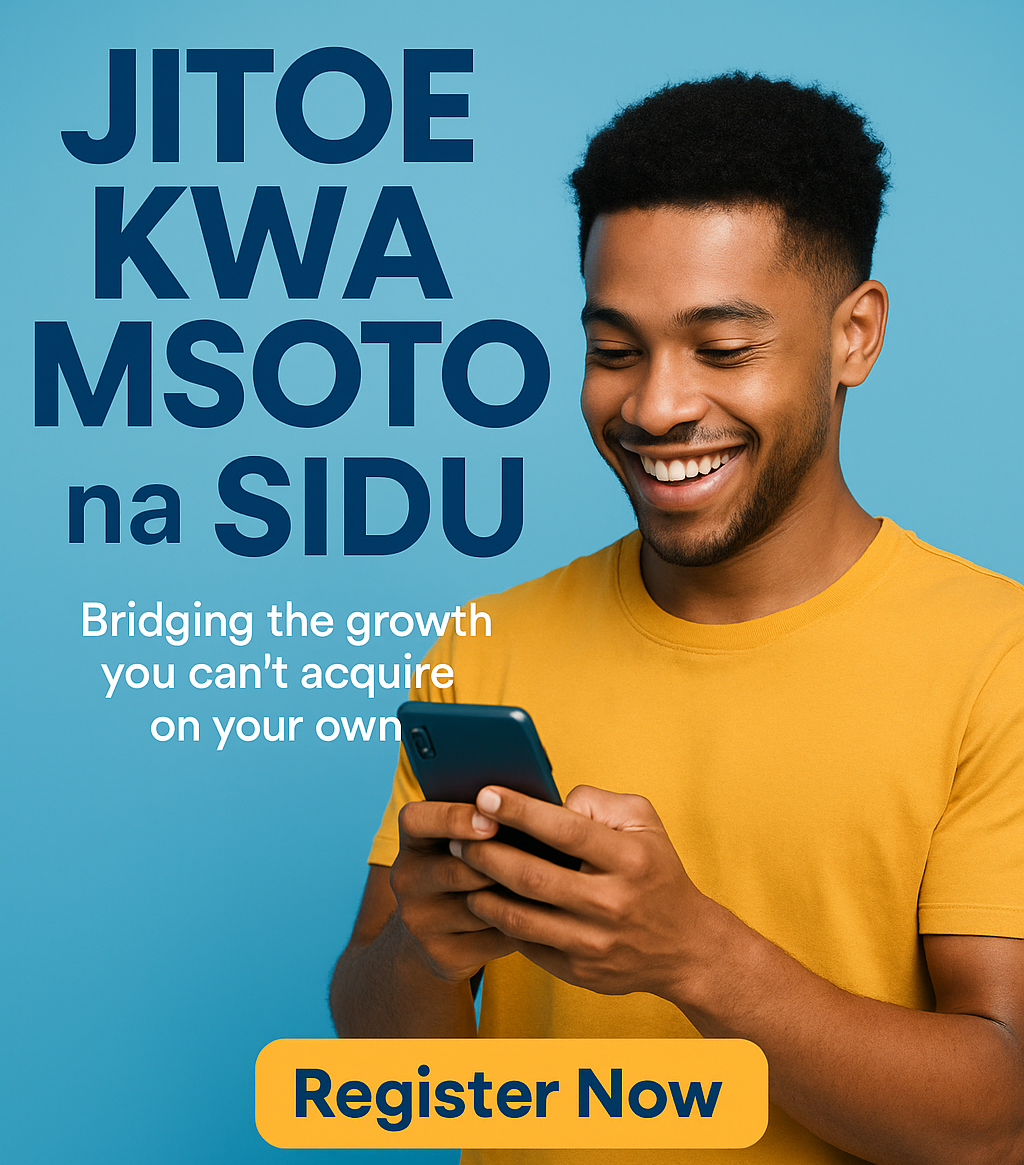 JITOE
KWA
MSOTO
na SIDU
Bridging the growth
you can't acquire
on your own
Register Now